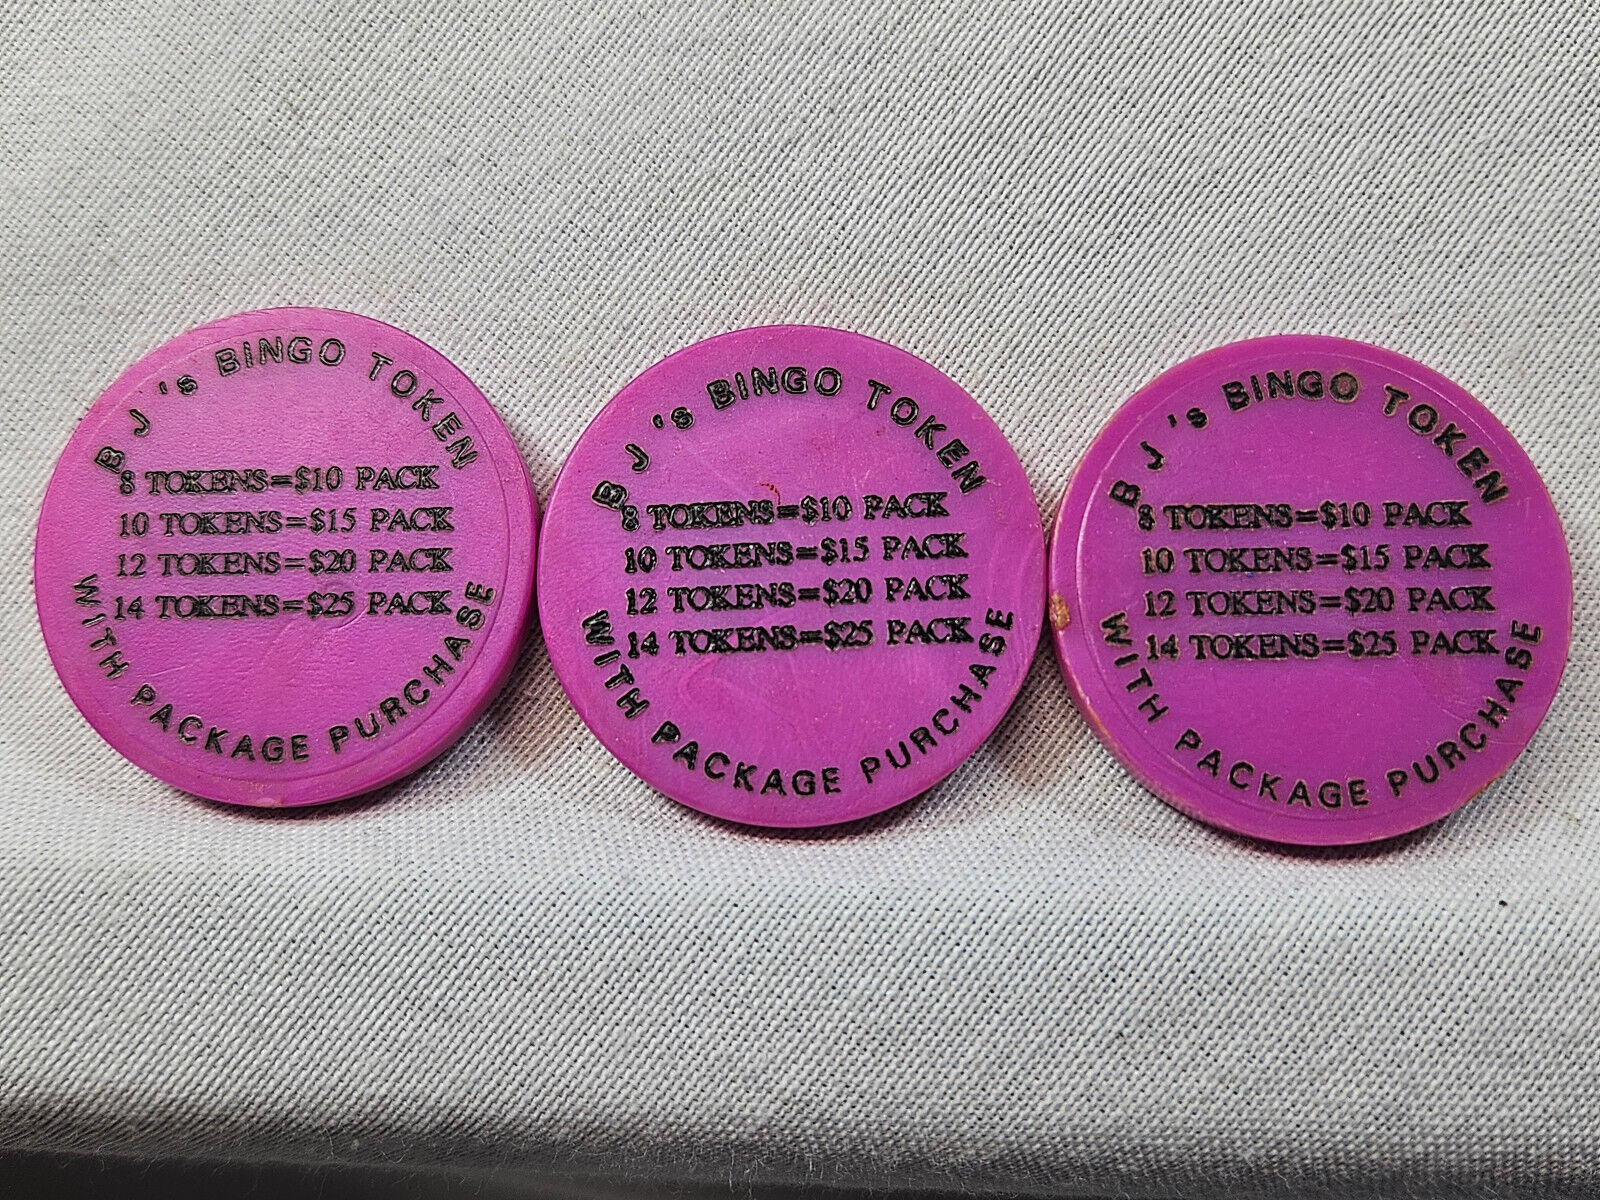 B J 's BINGO TOKEN
8 TOKENS=$10 PACK
10 TOKENS=$15 PACK
12 TOKENS=$20 PACK
14 TOKENS=$25 PACK
WITH PACKAGE PURCHASE
B J 's BINGO TOKEN
8 TOKENS=$10 PACK
10 TOKENS=$15 PACK
12 TOKENS=$20 PACK
14 TOKENS=$25 PACK
WITH PACKAGE PURCHASE
B J 's BINGO TOKEN
8 TOKENS=$10 PACK
10 TOKENS=$15 PACK
12 TOKENS=$20 PACK
14 TOKENS=$25 PACK
WITH PACKAGE PURCHASE